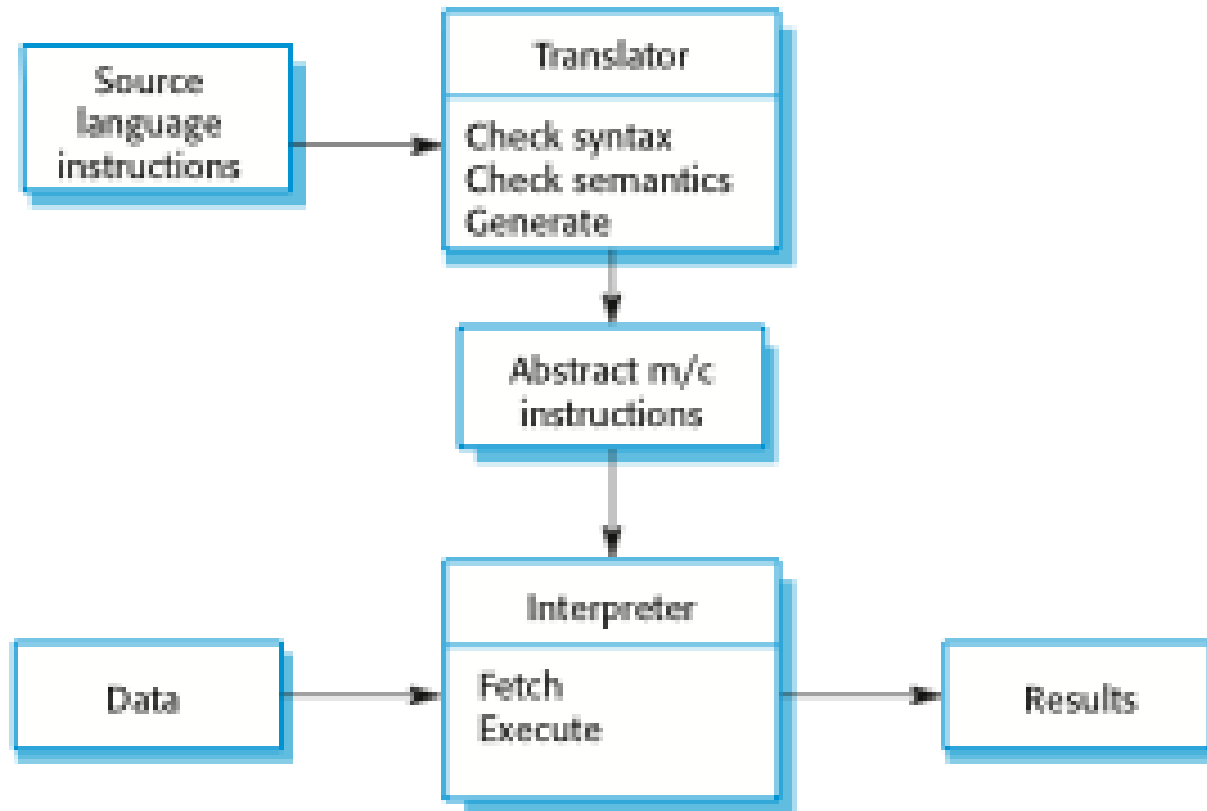 Source
language
instructions
Translator
Check syntax
Check semantics
Generate
Abstract m/c
instructions
Interpreter
Fetch
Execute
Data
Results